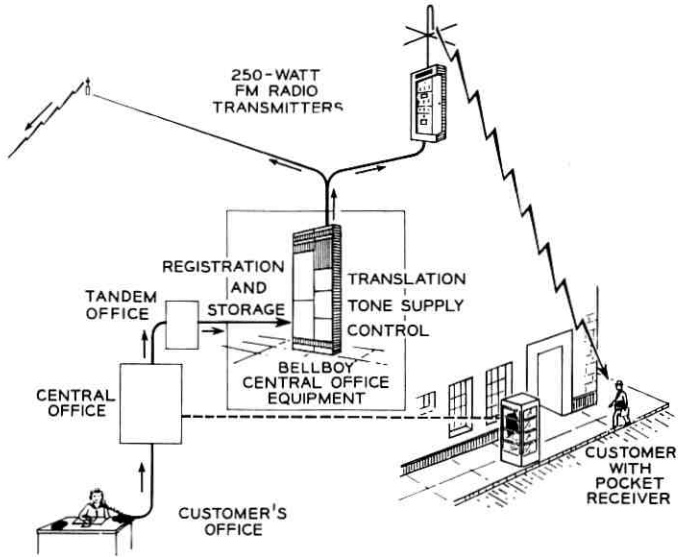 250-WATT
FM RADIO
TRANSMITTERS
REGISTRATION
AND
STORAGE
TANDEM
OFFICE
TRANSLATION
TONE SUPPLY
CONTROL
BELLBOY
CENTRAL OFFICE
EQUIPMENT
CENTRAL
OFFICE
CUSTOMER
WITH
POCKET
RECEIVER
CUSTOMER'S
OFFICE